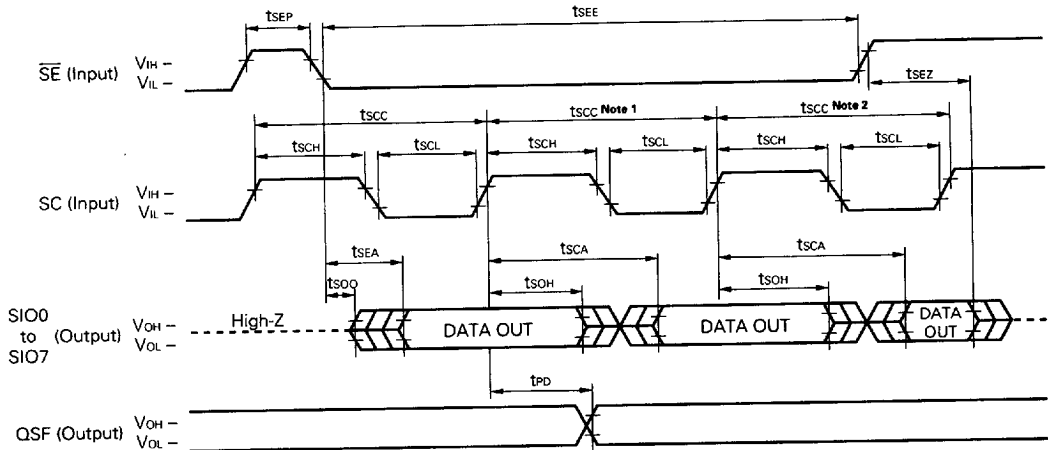 tSEP
tSEE
SE (Input)
VIH –
VIL –
tSEZ
tSCC
tSCC Note 1
tSCC Note 2
tSCH
tSCL
tSCH
tSCL
tSCH
tSCL
SC (Input)
VIH –
VIL –
tSEA
tSCA
tSCA
tSOO
tSOH
tSOH
SIO0
to
SIO7
(Output)
VOH –
VOL –
High-Z
DATA OUT
DATA OUT
DATA
OUT
tPD
QSF (Output)
VOH –
VOL –